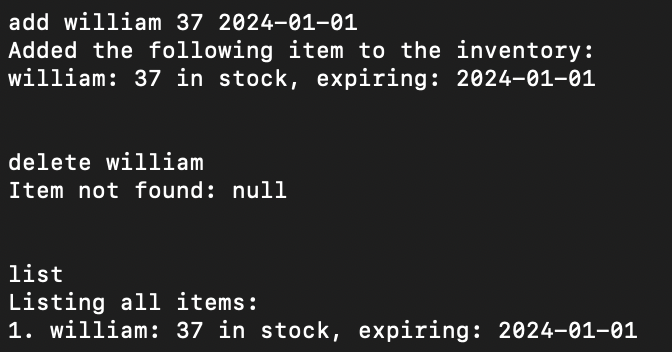 add william 37 2024-01-01
Added the following item to the inventory:
william: 37 in stock, expiring: 2024-01-01
delete william
Item not found: null
list
Listing all items:
1. william: 37 in stock, expiring: 2024-01-01